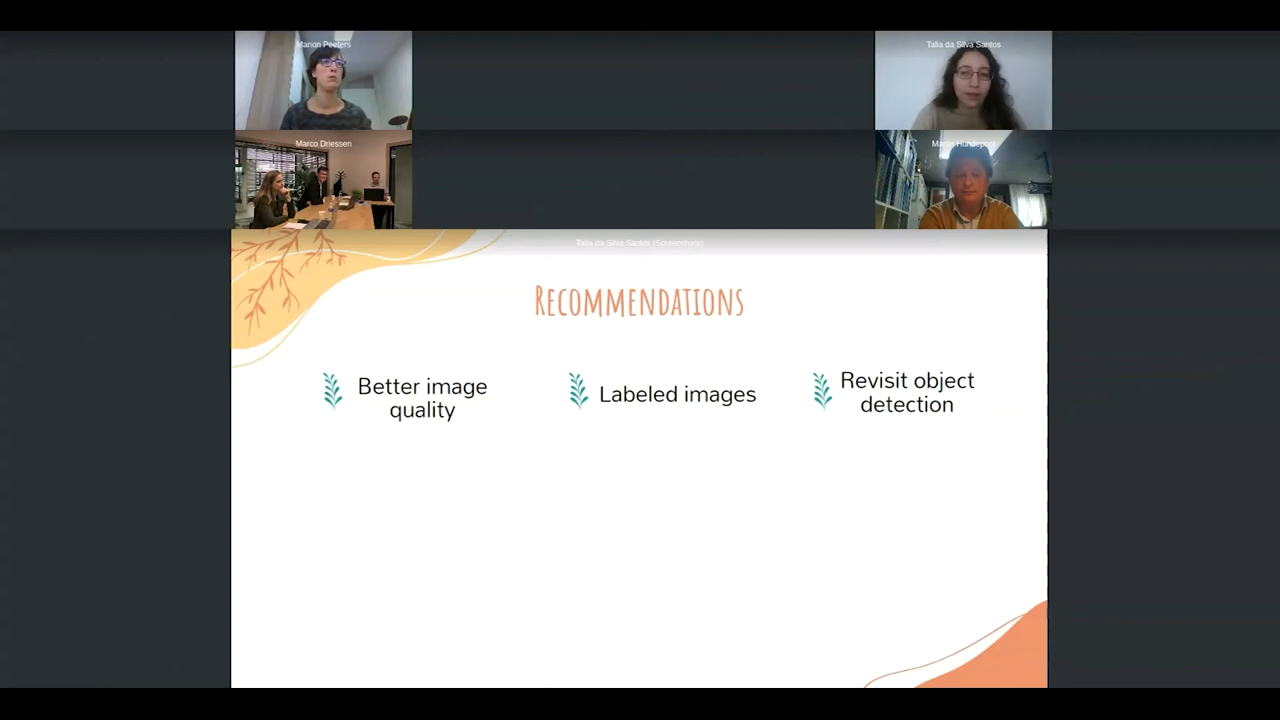 Manon Peeters
Talia da Silva Santos
Marco Driessen
Talia da Silva Santos (Screenshare)
RECOMMENDATIONS
Better image
quality
Labeled images
Revisit object
detection